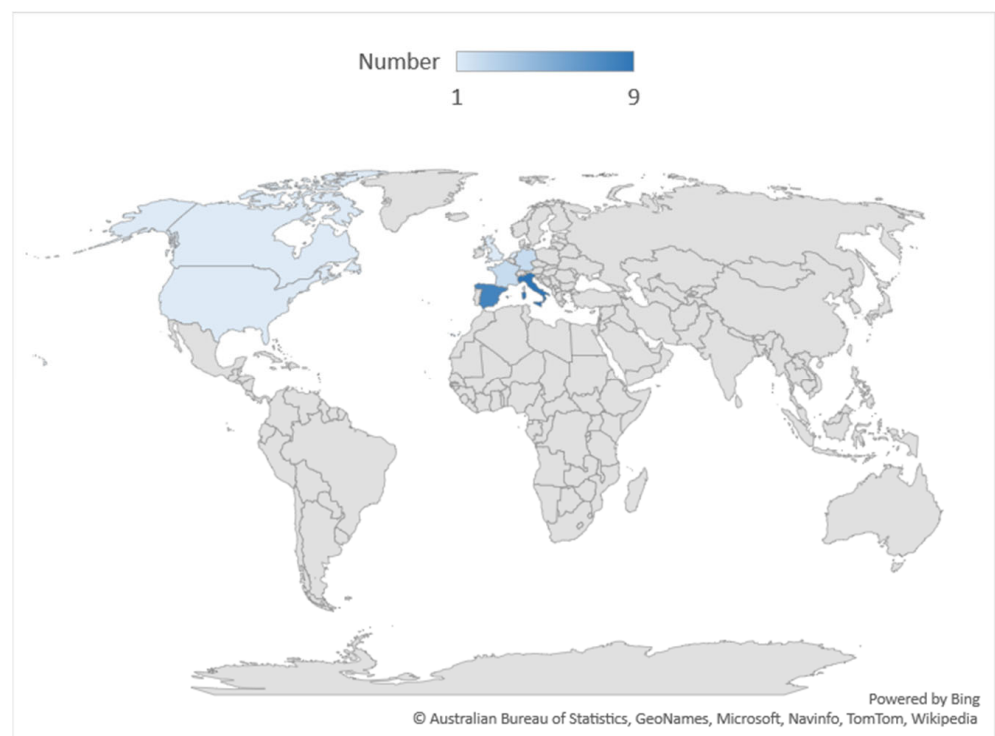 Number
1 9
Powered by Bing
© Australian Bureau of Statistics, GeoNames, Microsoft, Navinfo, TomTom, Wikipedia